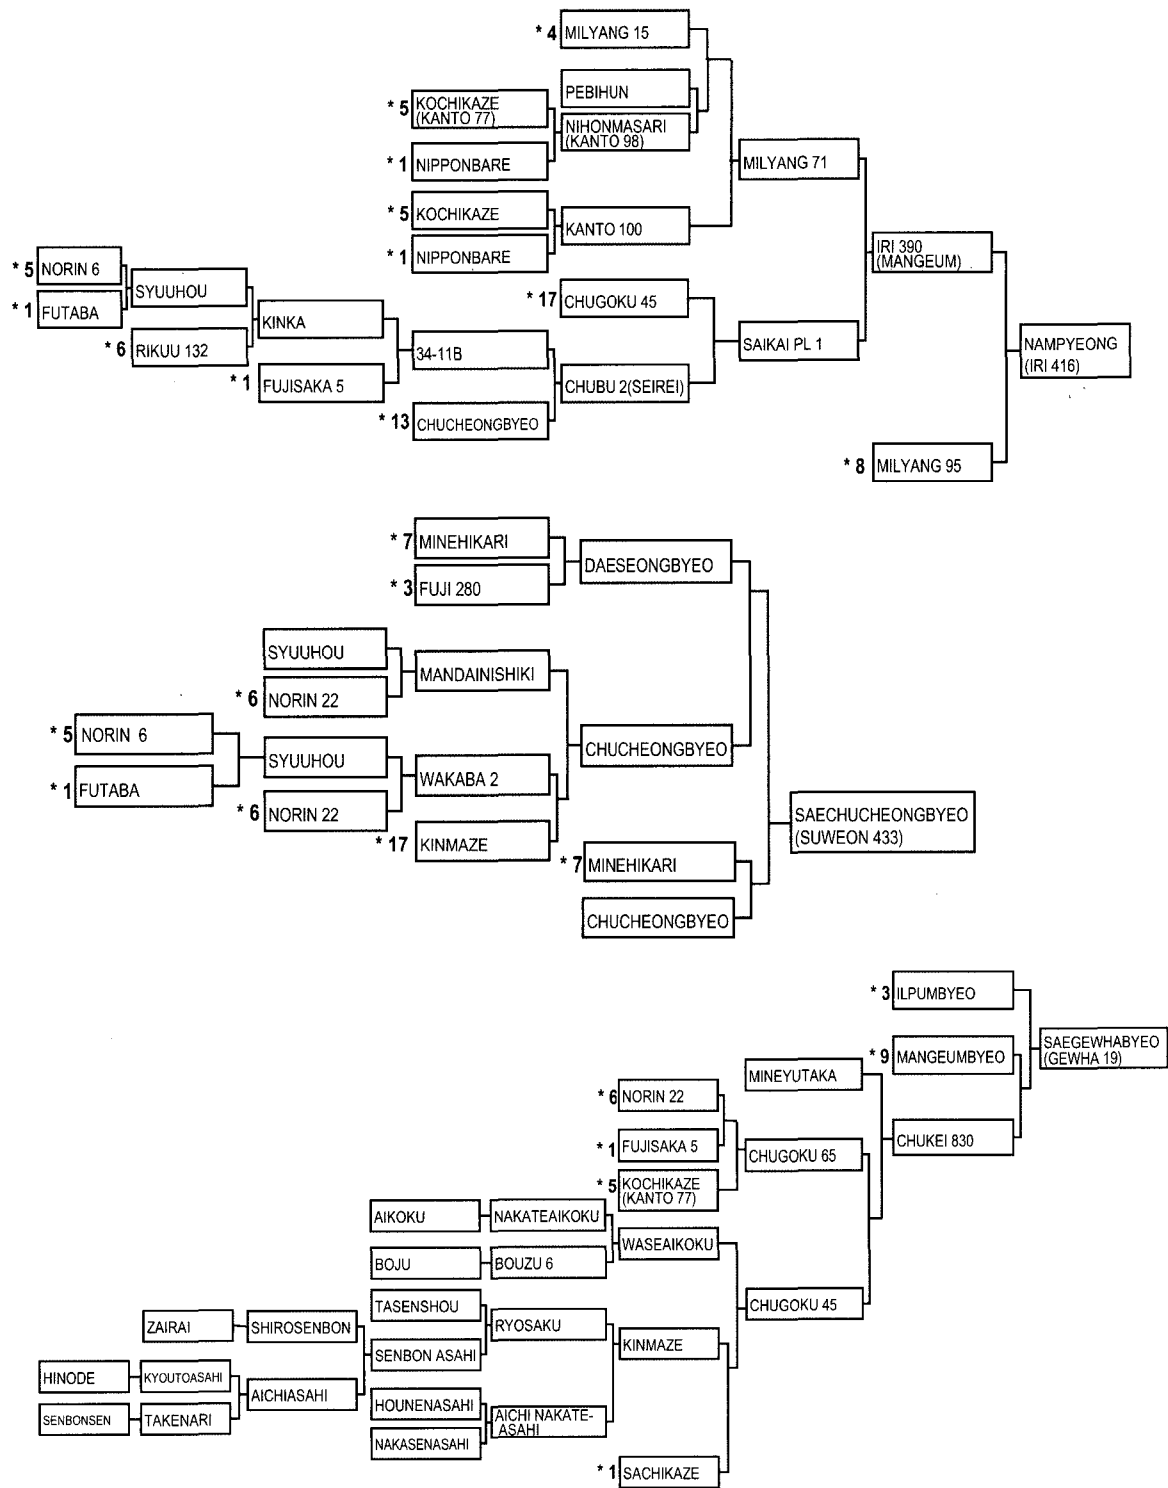 * 4 MILYANG 15
PEBIHUN
* 5 KOCHIKAZE
(KANTO 77)
NIHONMASARI
(KANTO 98)
* 1 NIPPONBARE
MILYANG 71
* 5 KOCHIKAZE
KANTO 100
* 1 NIPPONBARE
IRI 390
(MANGEUM)
* 5 NORIN 6
SYUUHOU
* 1 FUTABA
* 17 CHUGOKU 45
KINKA
* 6 RIKUU 132
34-11B
SAIKAI PL 1
NAMPYEONG
(IRI 416)
* 1 FUJISAKA 5
CHUBU 2(SEIREI)
* 13 CHUCHEONGBYEO
* 8 MILYANG 95
* 7 MINEHIKARI
DAESEONGBYEO
* 3 FUJI 280
SYUUHOU
MANDAINISHIKI
* 6 NORIN 22
* 5 NORIN 6
CHUCHEONGBYEO
SYUUHOU
WAKABA 2
* 1 FUTABA
* 6 NORIN 22
SAECHUCHEONGBYEO
(SUWEON 433)
* 17 KINMAZE
* 7 MINEHIKARI
CHUCHEONGBYEO
* 3 ILPUMBYEO
SAEGEWHABYEO
(GEWHA 19)
* 9 MANGEUMBYEO
MINEYUTAKA
* 6 NORIN 22
CHUKEI 830
* 1 FUJISAKA 5
CHUGOKU 65
* 5 KOCHIKAZE
(KANTO 77)
AIKOKU
NAKATEAIKOKU
WASEAIKOKU
BOJU
BOUZU 6
TASENSHOU
CHUGOKU 45
ZAIRAI
SHIROSENBON
RYOSAKU
KINMAZE
SENBON ASAHI
HINODE
KYOUTOASAHI
AICHIASAHI
HOUNENASAHI
SENBONSEN
TAKENARI
AICHI NAKATE-
ASAHI
NAKASENASAHI
* 1 SACHIKAZE